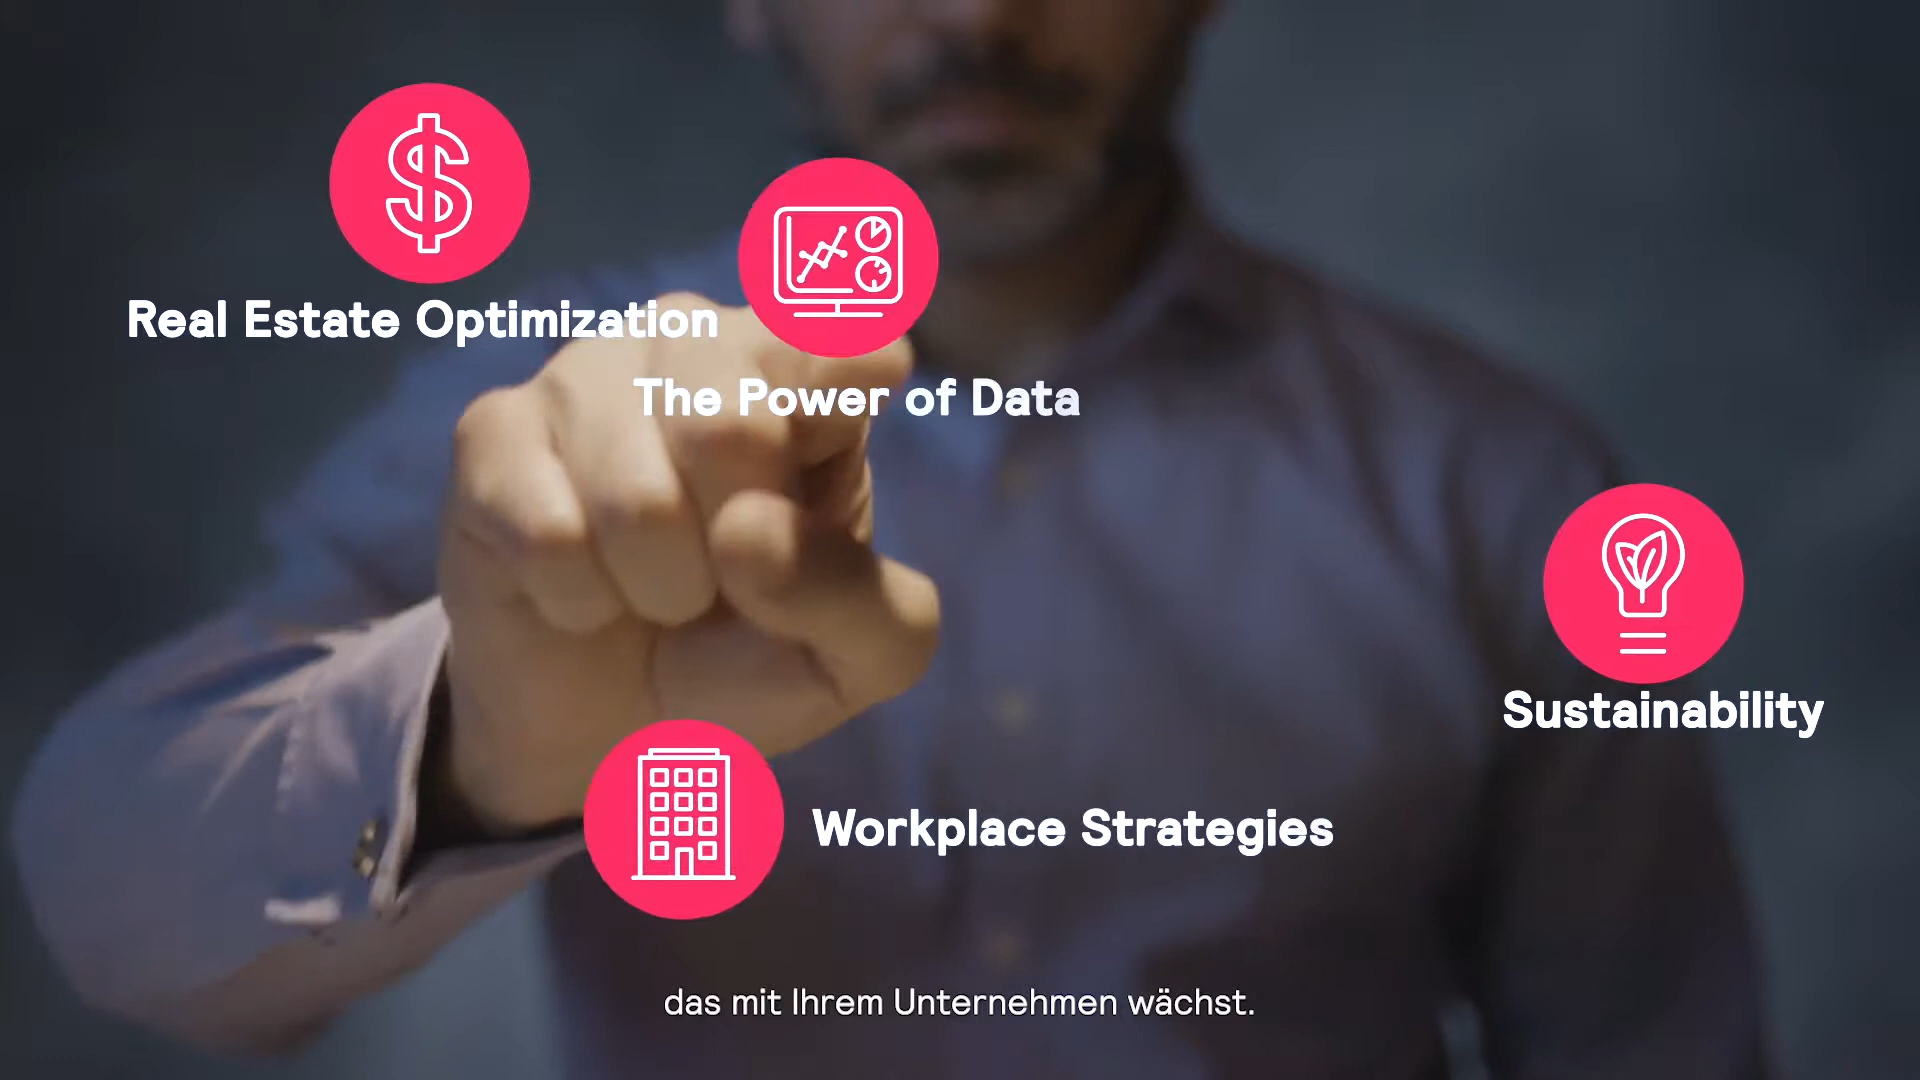 Real Estate Optimization
The Power of Data
Sustainability
Workplace Strategies
das mit Ihrem Unternehmen wächst.